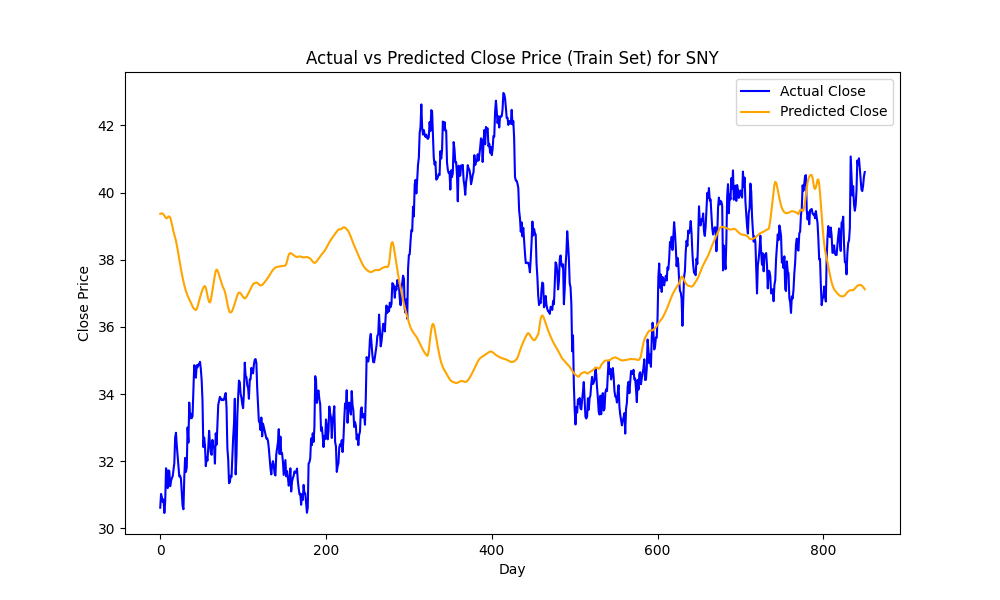 Actual vs Predicted Close Price (Train Set) for SNY
Actual Close
Predicted Close
Close Price
42
40
38
36
34
32
30
0
200
400
600
800
Day